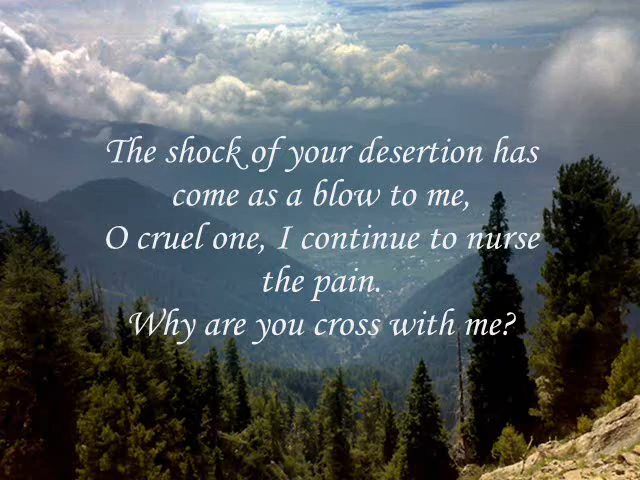 The shock of your desertion has
come as a blow to me,
O cruel one, I continue to nurse
the pain.
Why are you cross with me?